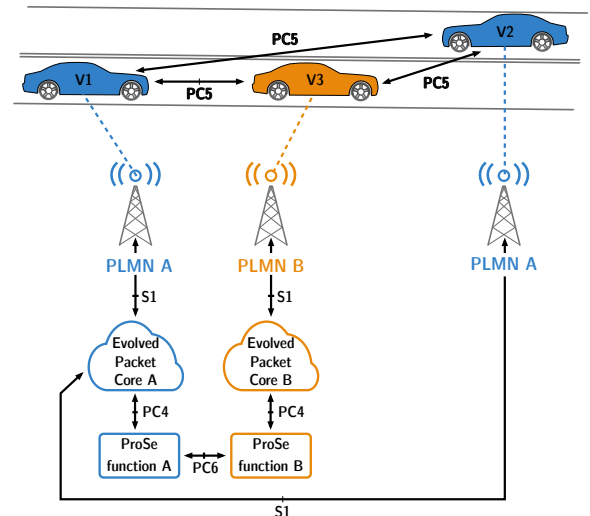 V2
PC5
V1
V3
PC5
PC5
PLMN A
PLMN B
PLMN A
S1
S1
Evolved
Packet
Core A
Evolved
Packet
Core B
PC4
PC4
ProSe
function A
PC6
ProSe
function B
S1